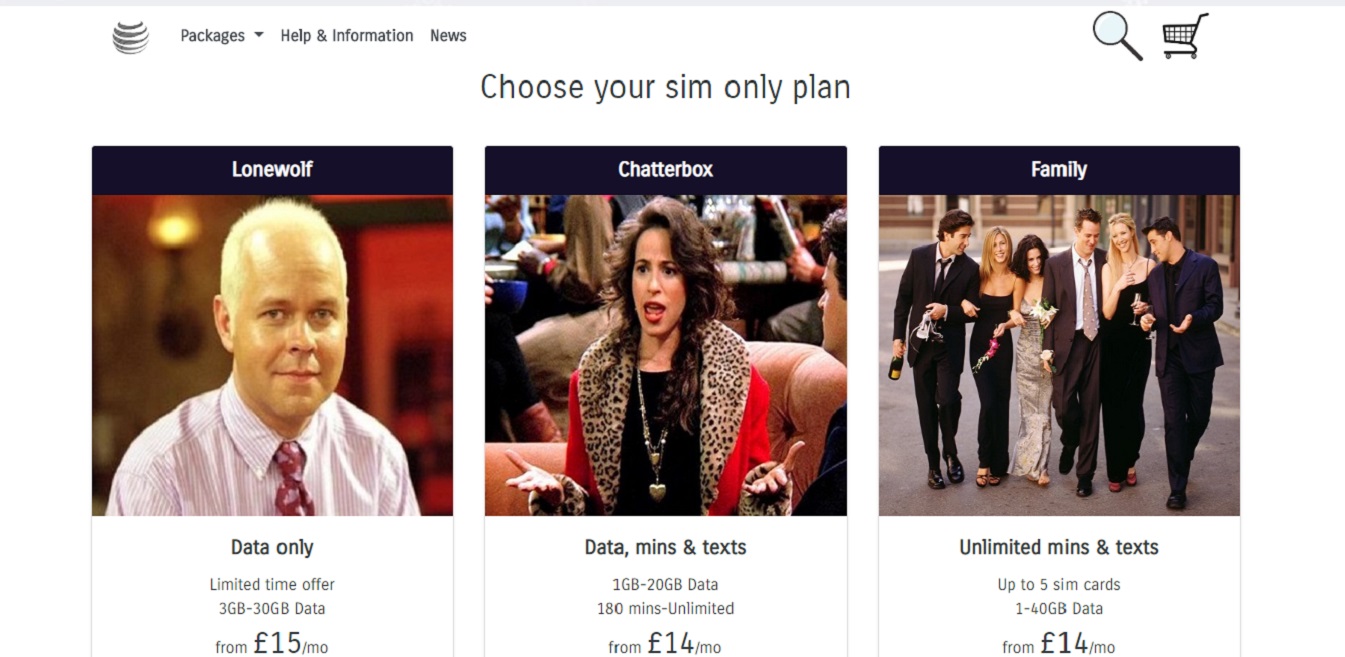 Packages Help & Information News
Choose your sim only plan
Lonewolf
Chatterbox
Family
Data only
Limited time offer
3GB-30GB Data
from £15/mo
Data, mins & texts
1GB-20GB Data
180 mins-Unlimited
from £14/mo
Unlimited mins & texts
Up to 5 sim cards
1-40GB Data
from £14/mo